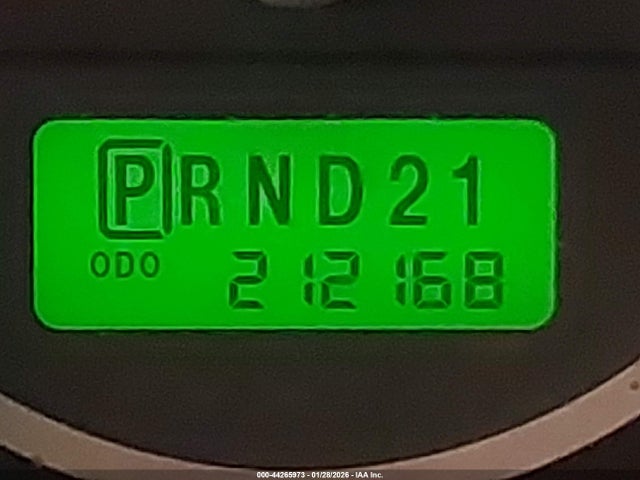 PRND21
ODO 212168
000-44265973 - 01/28/2026 - IAA Inc.